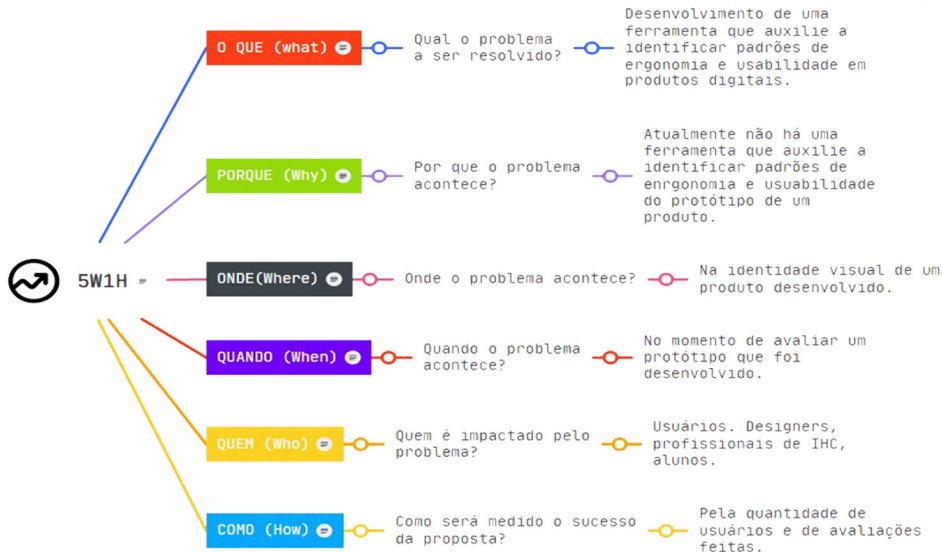 O QUE (what)
Qual o problema
a ser resolvido?
Desenvolvimento de uma
ferramenta que auxilie a
identificar padrões de
ergonomia e usabilidade em
produtos digitais.
PORQUE (Why)
Por que o problema
acontece?
Atualmente não há uma
ferramenta que auxilie a
identificar padrões de
enrgonomia e usuabilidade
do protótipo de um
produto.
5W1H
ONDE(Where)
Onde o problema acontece?
Na identidade visual de um
produto desenvolvido.
QUANDO (When)
Quando o problema
acontece?
No momento de avaliar um
protótipo que foi
desenvolvido.
QUEM (Who)
Quem é impactado pelo
problema?
Usuários. Designers,
profissionais de IHC,
alunos.
COMO (How)
Como será medido o sucesso
da proposta?
Pela quantidade de
usuários e de avaliações
feitas.